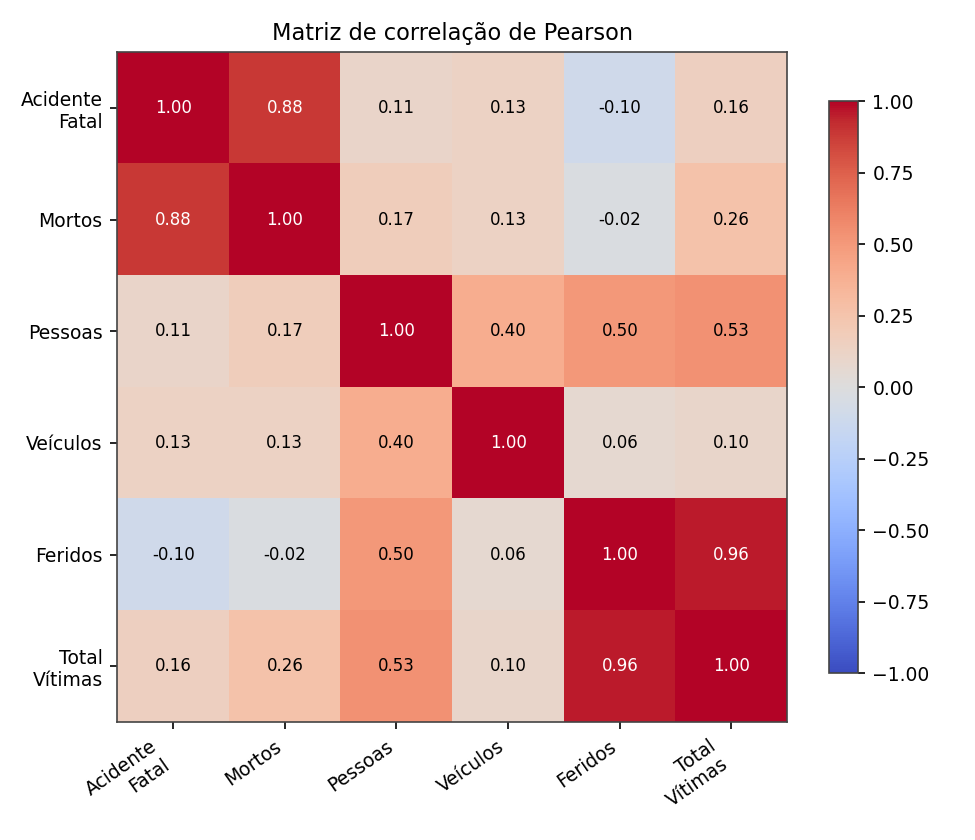 Matriz de correlação de Pearson
Acidente
Fatal
1.00 0.88 0.11 0.13 -0.10 0.16
Mortos
0.88 1.00 0.17 0.13 -0.02 0.26
Pessoas
0.11 0.17 1.00 0.40 0.50 0.53
Veículos
0.13 0.13 0.40 1.00 0.06 0.10
Feridos
-0.10 -0.02 0.50 0.06 1.00 0.96
Total
Vítimas
0.16 0.26 0.53 0.10 0.96 1.00
Acidente
Fatal
Mortos
Pessoas
Veículos
Feridos
Total
Vítimas
1.00
0.75
0.50
0.25
0.00
−0.25
−0.50
−0.75
−1.00